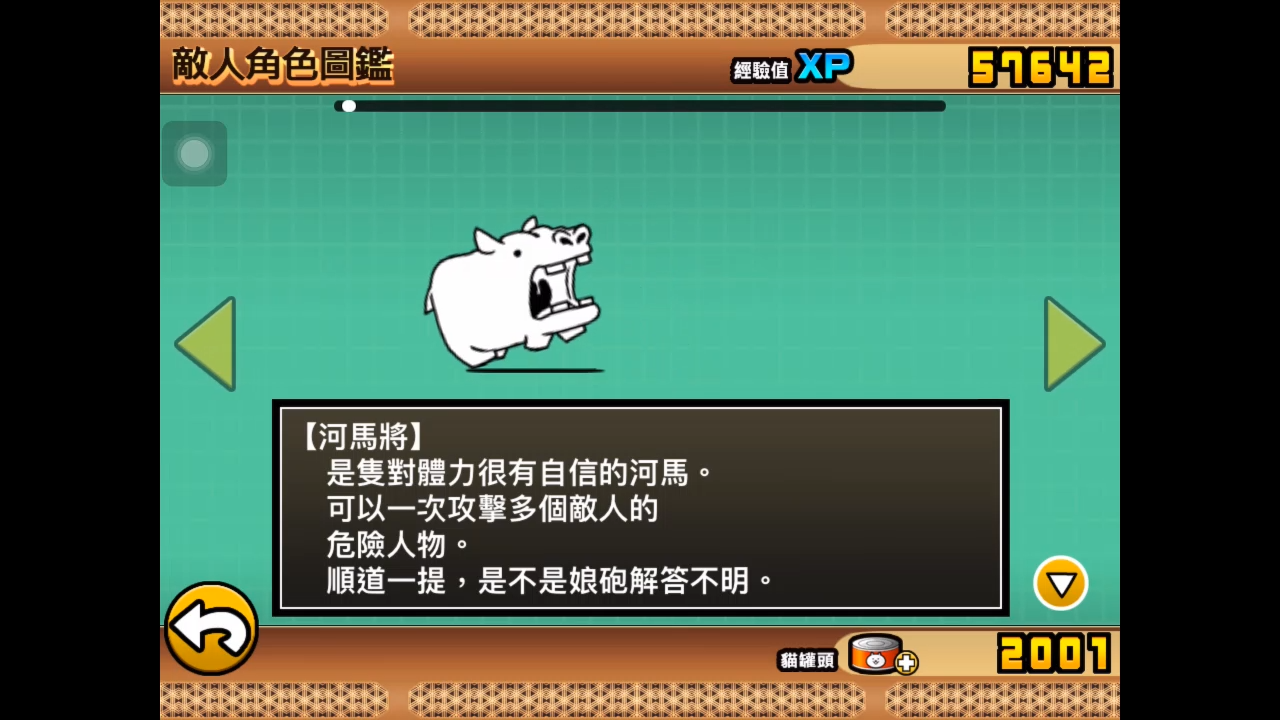 敵人角色圖鑑
經驗值 XP 57642
【河馬將】
是隻對體力很有自信的河馬。
可以一次攻擊多個敵人的
危險人物。
順道一提，是不是娘砲解答不明。
貓罐頭 2001